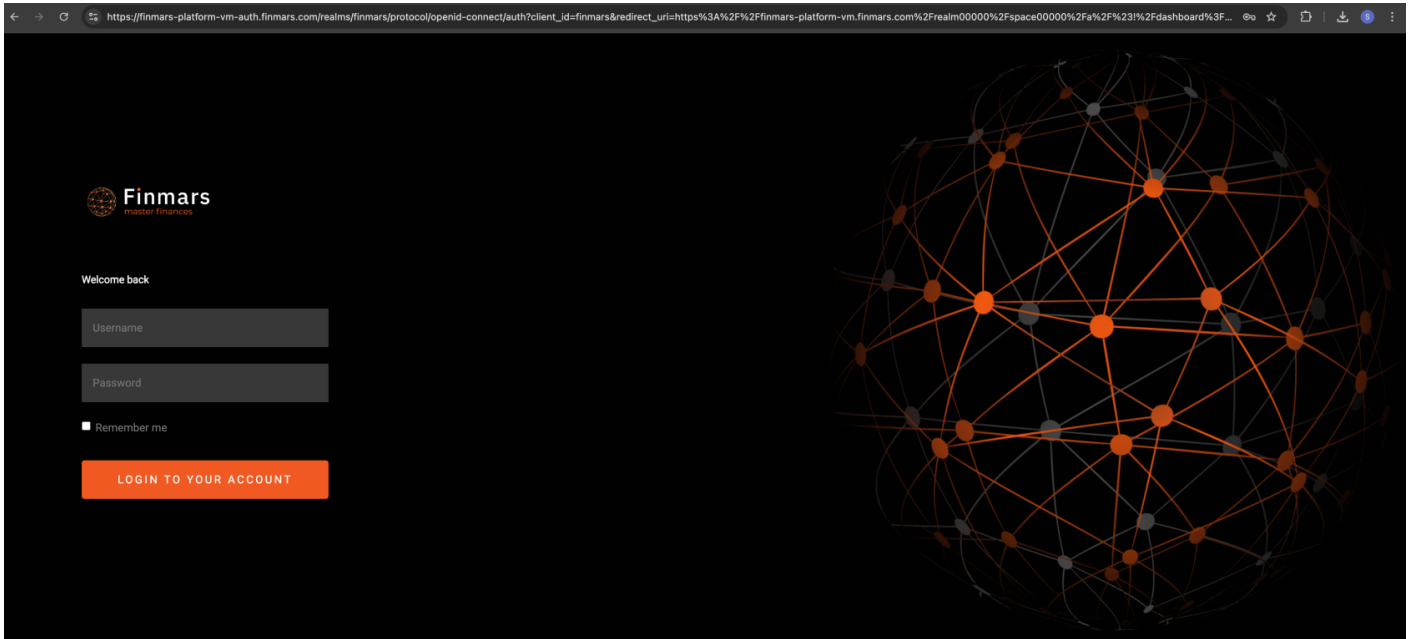 https://finmars-platform-vm-auth.finmars.com/realms/finmars/protocol/openid-connect/auth?client_id=finmars&redirect_uri=https%3A%2F%2Ffinmars-platform-vm.finmars.com%2Frealm00000%2Fspace00000%2Fa%2F%23!%2Fdashboard%3F...
S
Finmars
master finances
Welcome back
Username
Password
Remember me
LOGIN TO YOUR ACCOUNT